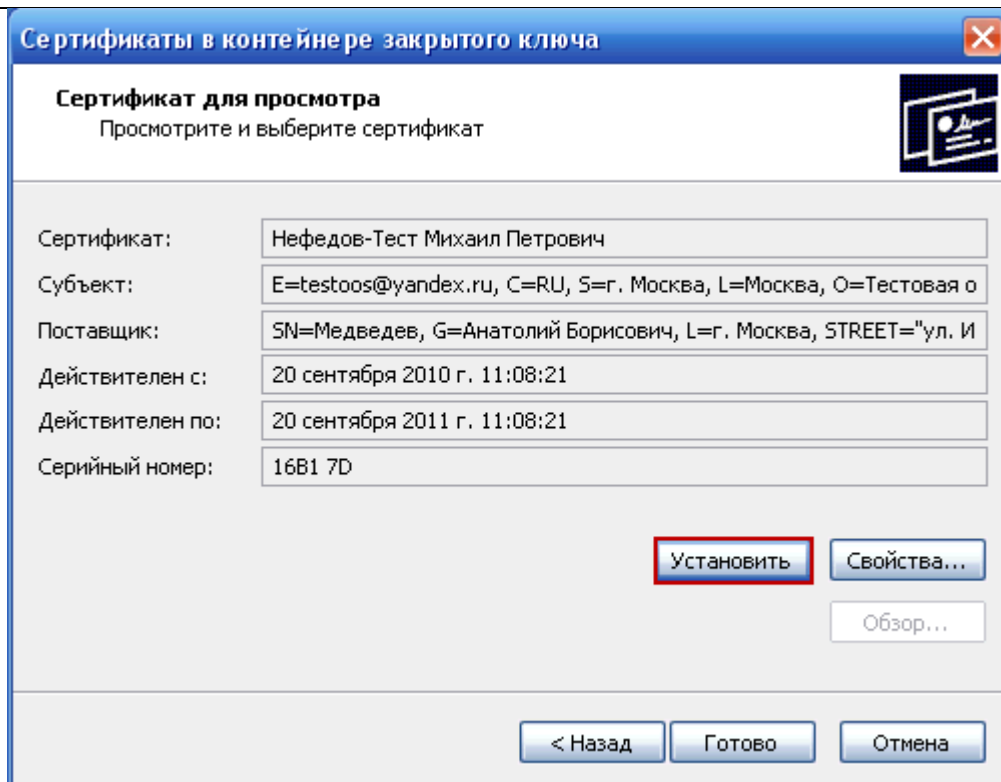 Сертификаты в контейнере закрытого ключа
Сертификат для просмотра
Просмотрите и выберите сертификат
Сертификат: Нефедов-Тест Михаил Петрович
Субъект: E=testoos@yandex.ru, C=RU, S=г. Москва, L=Москва, O=Тестовая о
Поставщик: SN=Медведев, G=Анатолий Борисович, L=г. Москва, STREET="ул. И
Действителен с: 20 сентября 2010 г. 11:08:21
Действителен по: 20 сентября 2011 г. 11:08:21
Серийный номер: 16B1 7D
Установить Свойства...
Обзор...
< Назад Готово Отмена